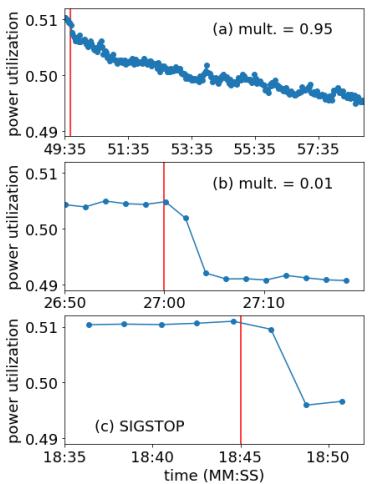 power utilization
0.51
0.50
0.49
(a) mult. = 0.95
49:35 51:35 53:35 55:35 57:35
power utilization
0.51
0.50
0.49
(b) mult. = 0.01
26:50 27:00 27:10
power utilization
0.51
0.50
0.49
(c) SIGSTOP
18:35 18:40 18:45 18:50
time (MM:SS)